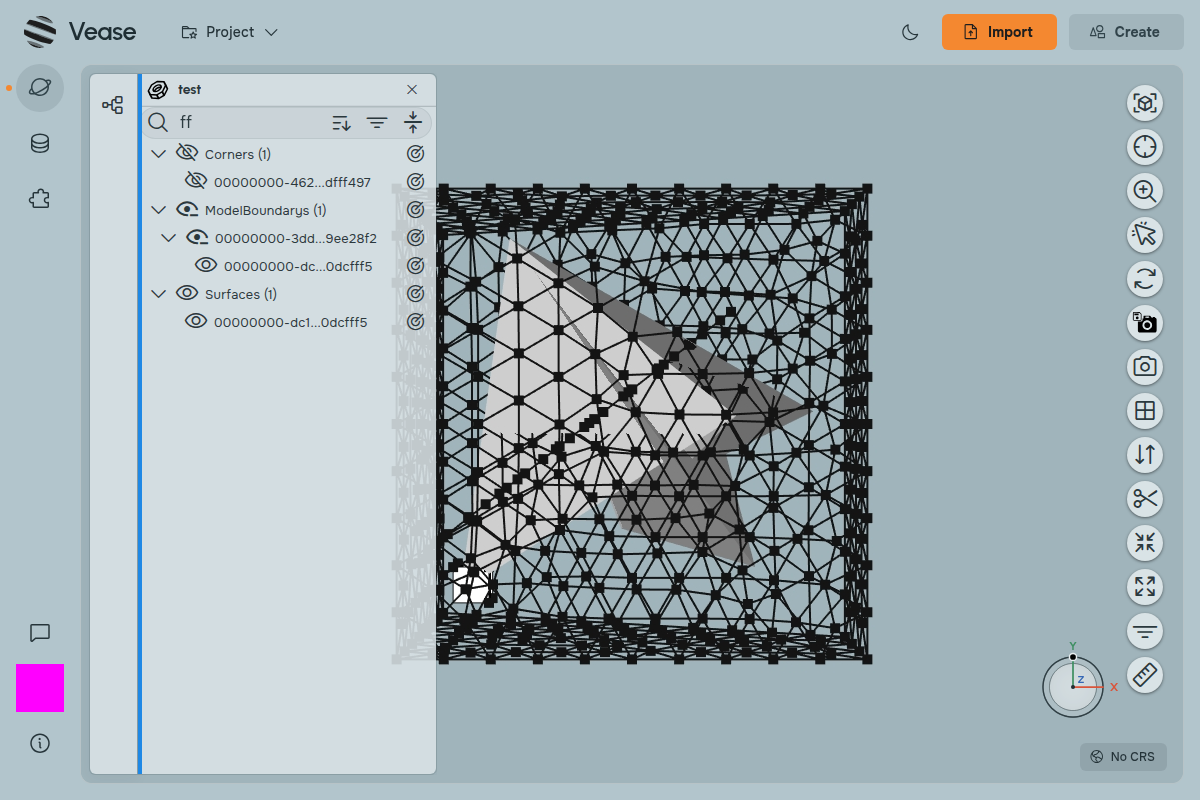 Vease
Project
Import
Create
test
ff
Corners (1)
00000000-462...dfff497
ModelBoundarys (1)
00000000-3dd...9ee28f2
00000000-dc...0dcfff5
Surfaces (1)
00000000-dc1...0dcfff5
Y
Z
X
No CRS